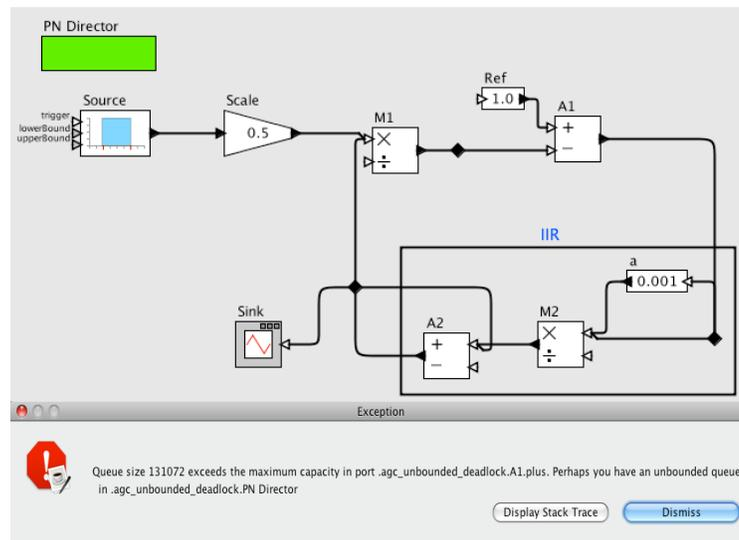 PN Director
Source
trigger
lowerBound
upperBound
Scale
0.5
M1
×
÷
Ref
1.0
A1
+
−
IIR
a
0.001
M2
×
÷
A2
+
−
Sink
Exception
Queue size 131072 exceeds the maximum capacity in port .agc_unbounded_deadlock.A1.plus. Perhaps you have an unbounded queue
in .agc_unbounded_deadlock.PN Director
Display Stack Trace
Dismiss